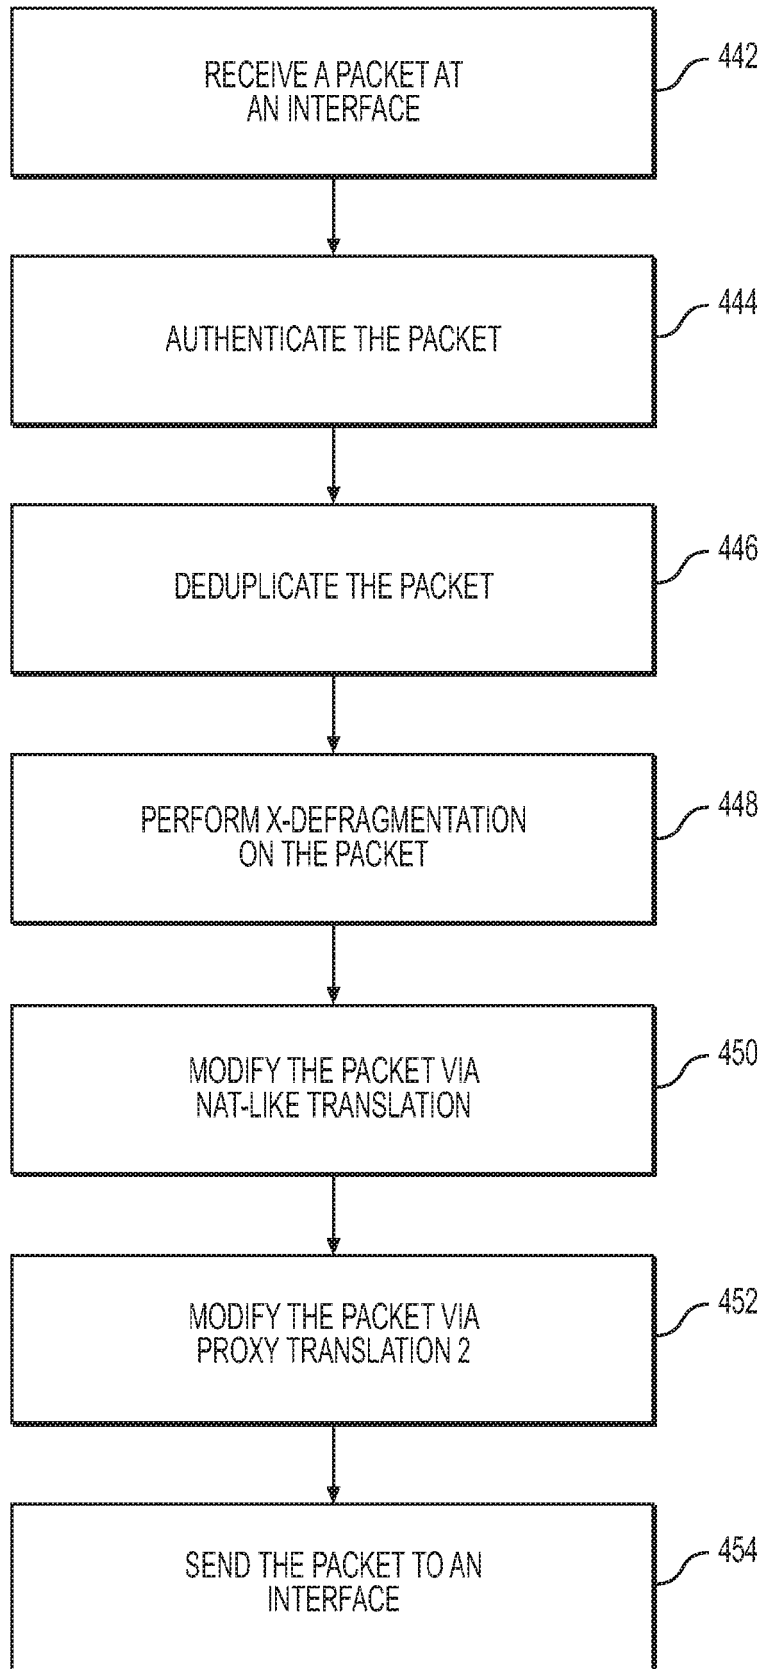 RECEIVE A PACKET AT
AN INTERFACE
442
AUTHENTICATE THE PACKET
444
DEDUPLICATE THE PACKET
446
PERFORM X-DEFRAGMENTATION
ON THE PACKET
448
MODIFY THE PACKET VIA
NAT-LIKE TRANSLATION
450
MODIFY THE PACKET VIA
PROXY TRANSLATION 2
452
SEND THE PACKET TO AN
INTERFACE
454